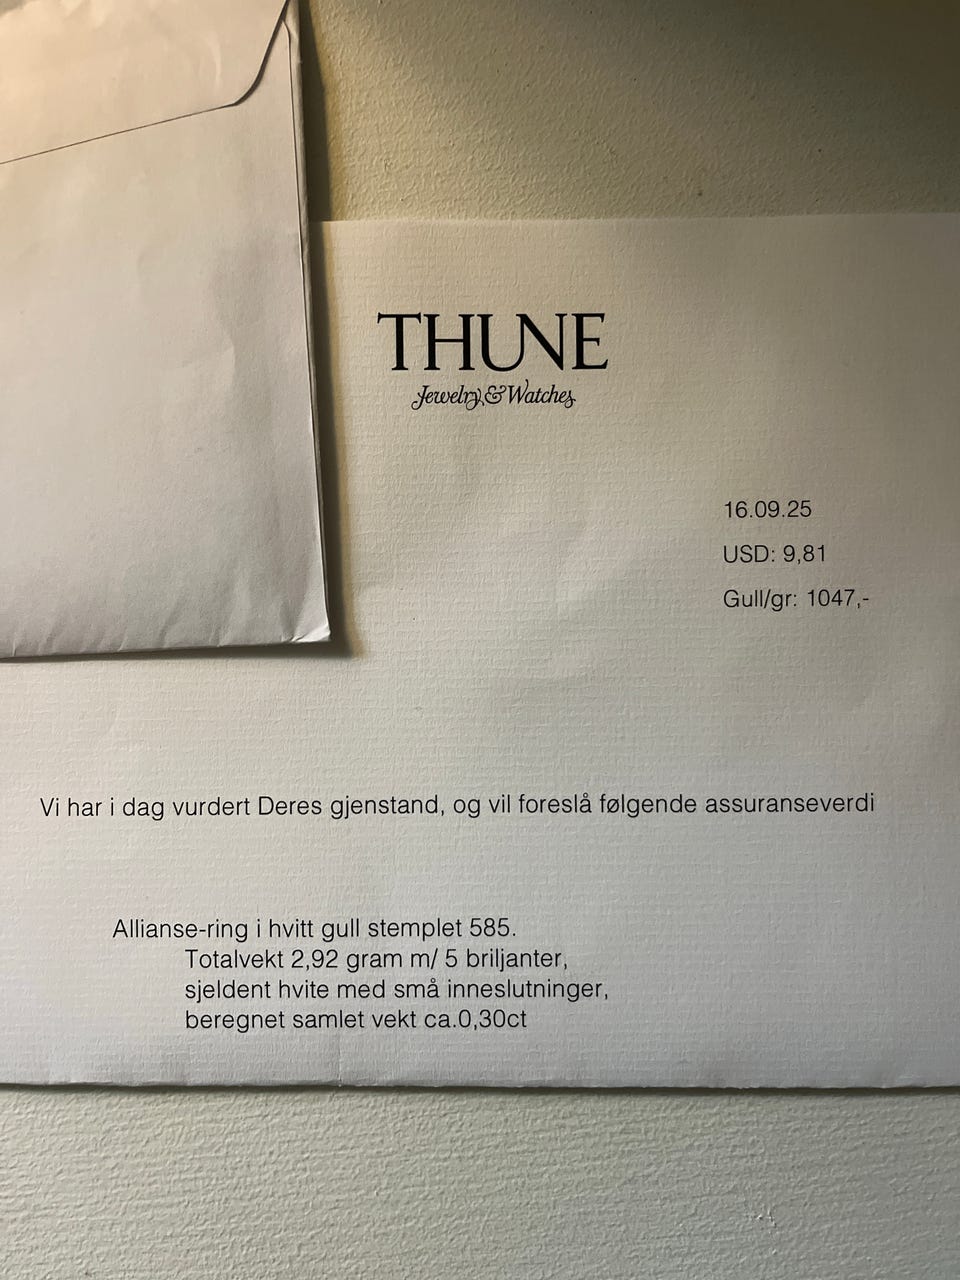 THUNE
Jewelry & Watches
16.09.25
USD: 9,81
Gull/gr: 1047,-
Vi har i dag vurdert Deres gjenstand, og vil foreslå følgende assuranseverdi
Allianse-ring i hvitt gull stemplet 585.
Totalvekt 2,92 gram m/ 5 briljanter,
sjeldent hvite med små inneslutninger,
beregnet samlet vekt ca.0,30ct